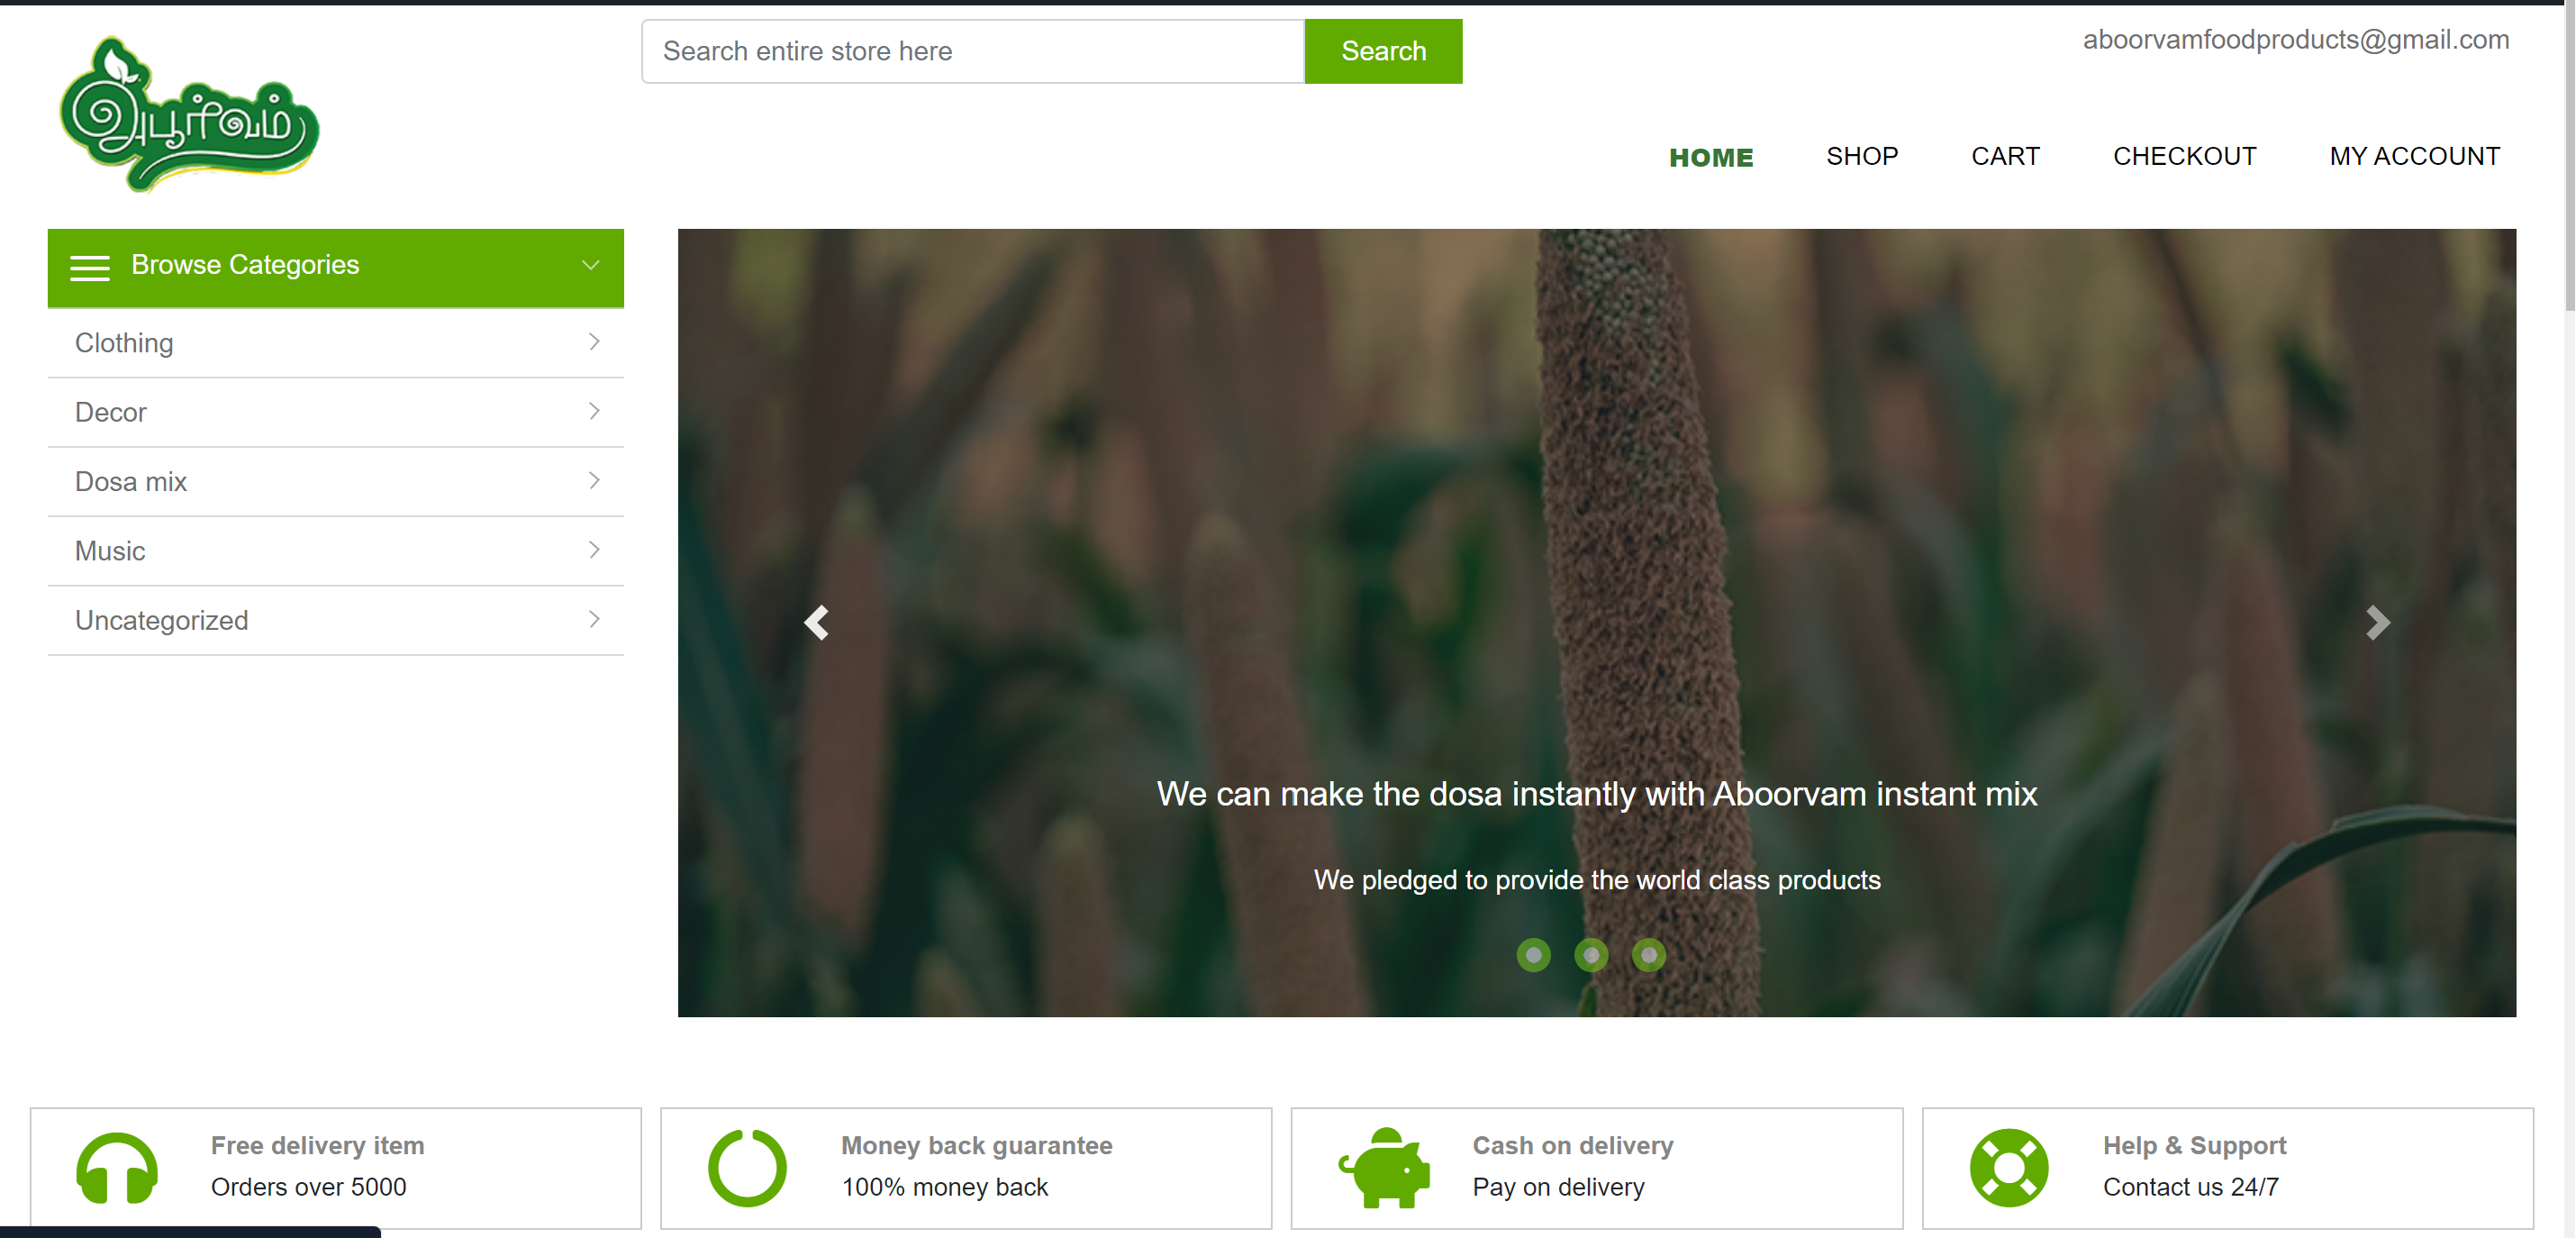 அபூர்வம்
Search entire store here
Search
aboorvamfoodproducts@gmail.com
HOME
SHOP
CART
CHECKOUT
MY ACCOUNT
Browse Categories
Clothing
Decor
Dosa mix
Music
Uncategorized
We can make the dosa instantly with Aboorvam instant mix
We pledged to provide the world class products
Free delivery item
Orders over 5000
Money back guarantee
100% money back
Cash on delivery
Pay on delivery
Help & Support
Contact us 24/7